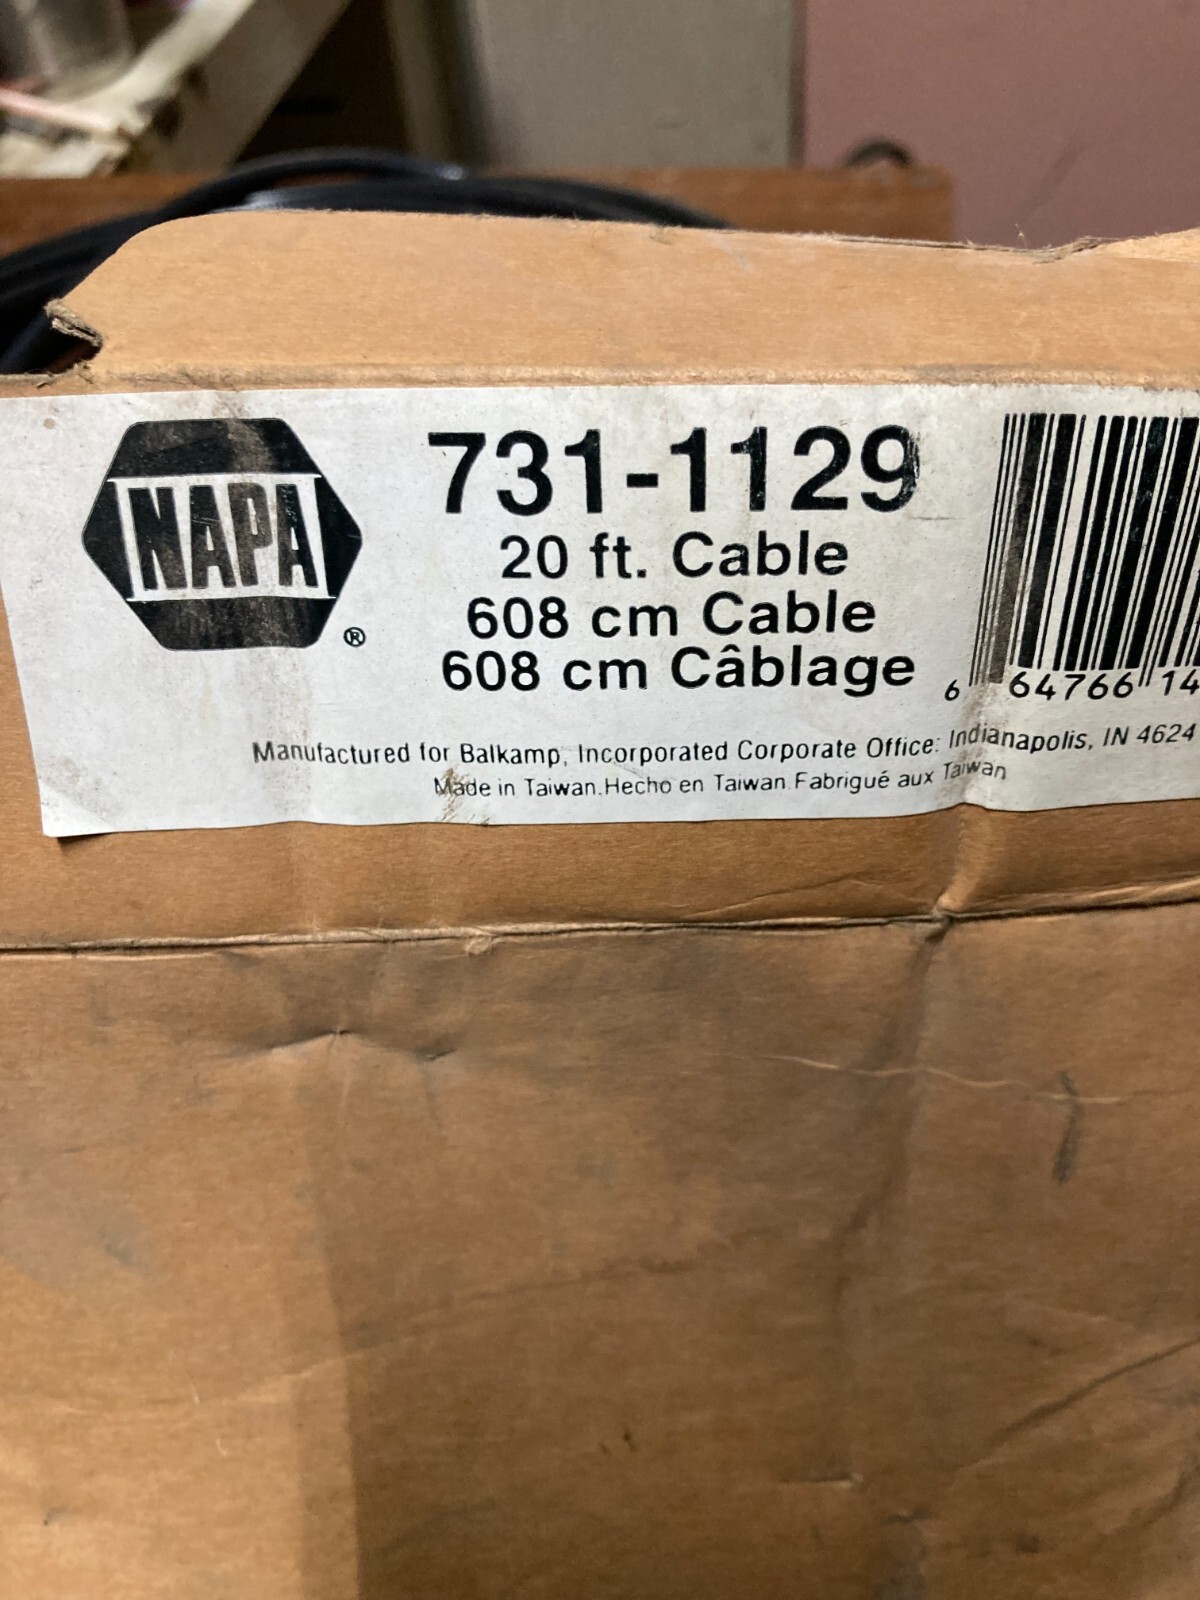 NAPA
®
731-1129
20 ft. Cable
608 cm Cable
608 cm Câblage
6 64766 14
Manufactured for Balkamp, Incorporated Corporate Office: Indianapolis, IN 4624
Made in Taiwan.Hecho en Taiwan.Fabrigué aux Taiwan